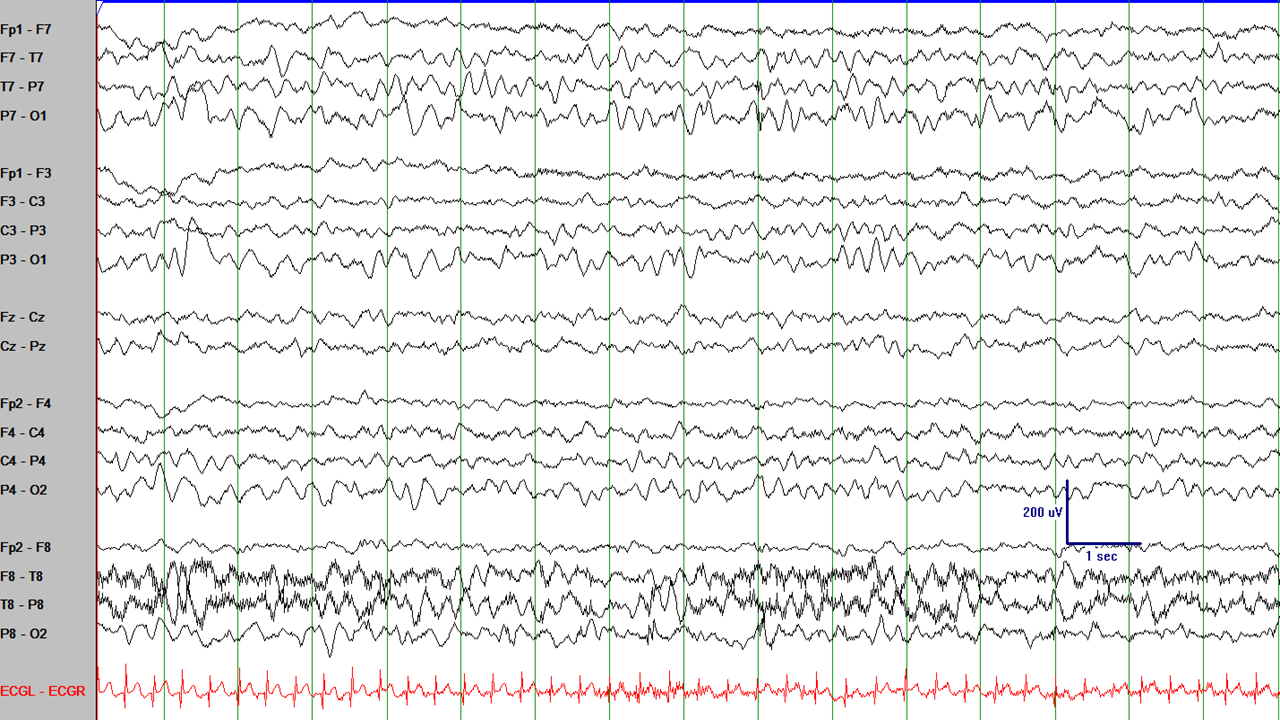 Fp1 - F7
F7 - T7
T7 - P7
P7 - O1
Fp1 - F3
F3 - C3
C3 - P3
P3 - O1
Fz - Cz
Cz - Pz
Fp2 - F4
F4 - C4
C4 - P4
P4 - O2
200 uV
Fp2 - F8
1 sec
F8 - T8
T8 - P8
P8 - O2
ECGL - ECGR